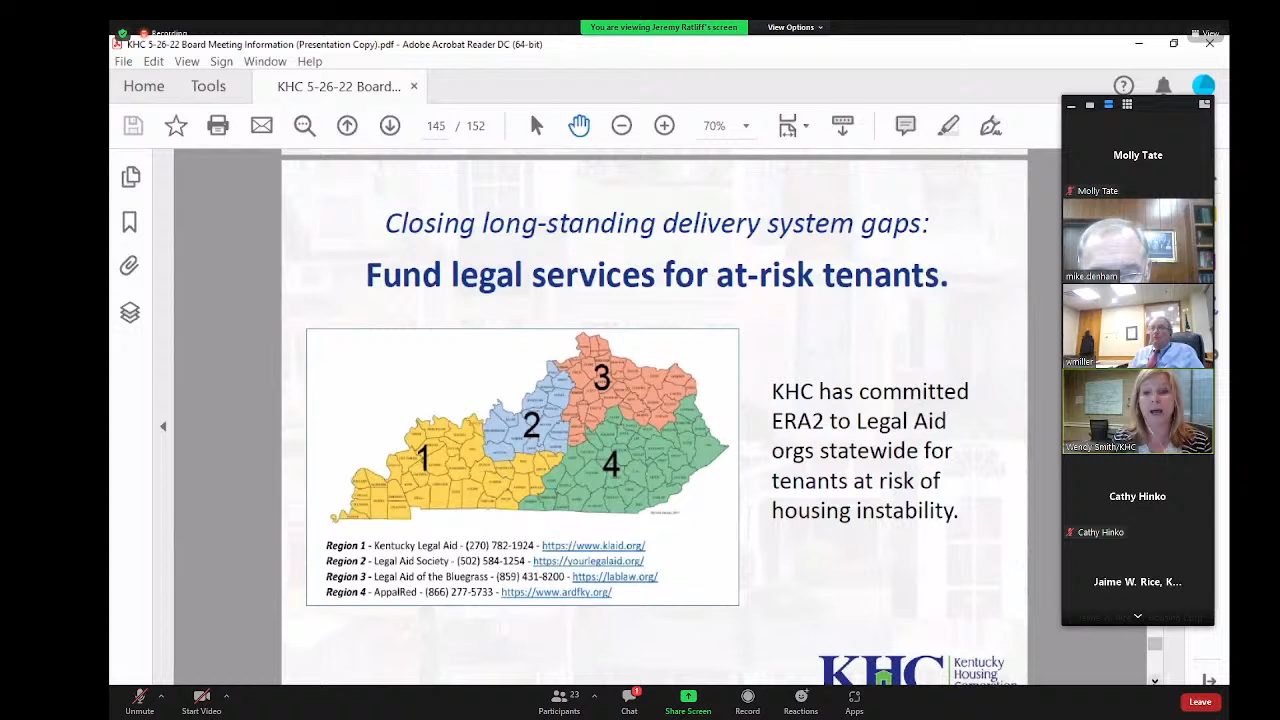 Recording
You are viewing Jeremy Ratliff's screen
View Options
View
KHC 5-26-22 Board Meeting Information (Presentation Copy).pdf - Adobe Acrobat Reader DC (64-bit)
File Edit View Sign Window Help
Home Tools KHC 5-26-22 Board...
145 / 152
70%
Closing long-standing delivery system gaps:
Fund legal services for at-risk tenants.
1
2
3
4
KHC has committed
ERA2 to Legal Aid
orgs statewide for
tenants at risk of
housing instability.
Region 1 - Kentucky Legal Aid - (270) 782-1924 - https://www.klaid.org/
Region 2 - Legal Aid Society - (502) 584-1254 - https://yourlegalaid.org/
Region 3 - Legal Aid of the Bluegrass - (859) 431-8200 - https://lablaw.org/
Region 4 - AppalRed - (866) 277-5733 - https://www.ardfky.org/
KHC
Kentucky
Housing
Corporation
Molly Tate
Molly Tate
mike.denham
wmiller
Wendy Smith/KHC
Cathy Hinko
Cathy Hinko
Jaime W. Rice, K...
Unmute
Start Video
Participants
23
Chat
1
Share Screen
Record
Reactions
Apps
Leave